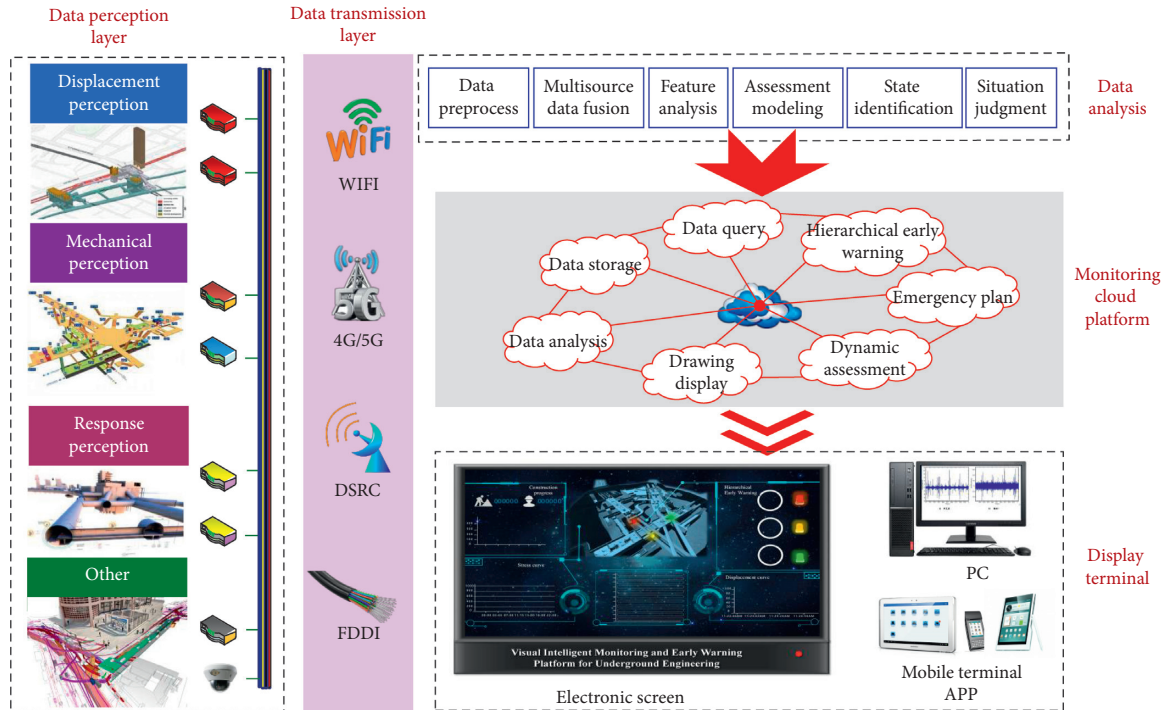 Data perception
layer
Displacement
perception
Mechanical
perception
Response
perception
Other
Data transmission
layer
WiFi
WIFI
5G
4G/5G
DSRC
FDDI
Data
preprocess
Multisource
data fusion
Feature
analysis
Assessment
modeling
State
identification
Situation
judgment
Data
analysis
Data query
Hierarchical early
warning
Data storage
Emergency plan
Data analysis
Drawing
display
Dynamic
assessment
Monitoring
cloud
platform
Construction
progress
Hierarchical
Early Warning
Stress curve
Displacement curve
Visual Intelligent Monitoring and Early Warning
Platform for Underground Engineering
Electronic screen
PC
Mobile terminal
APP
Display
terminal